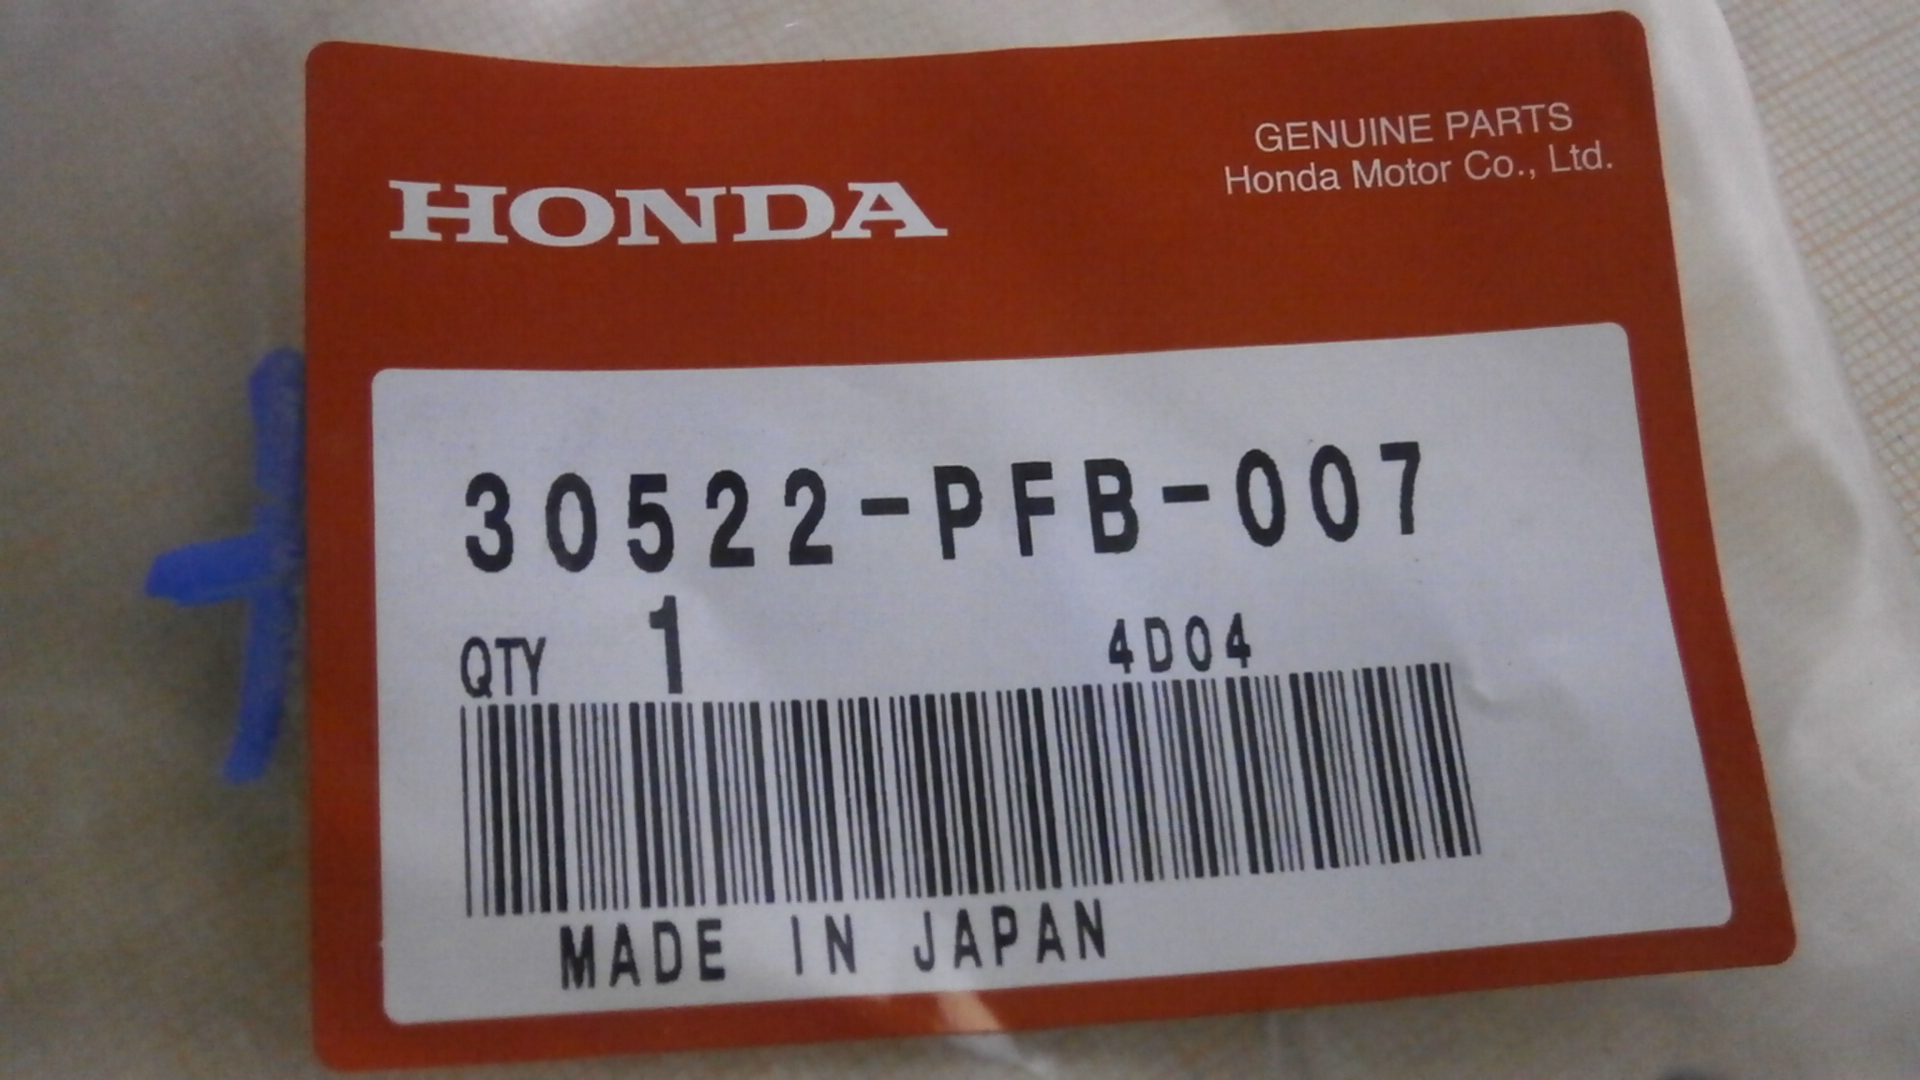 HONDA
GENUINE PARTS
Honda Motor Co., Ltd.
30522-PFB-007
QTY 1 4D04
MADE IN JAPAN